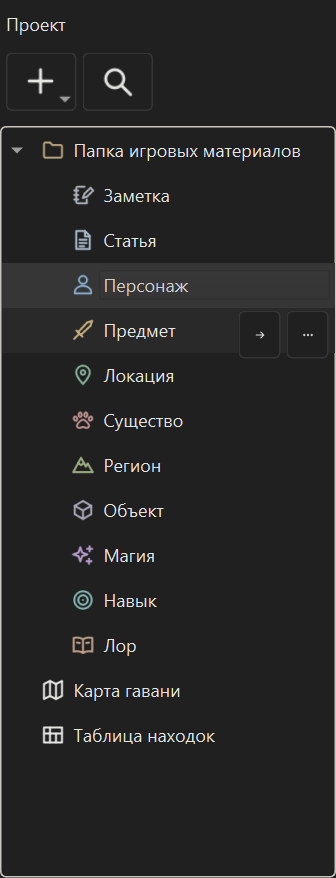 Проект
Папка игровых материалов
Заметка
Статья
Персонаж
Предмет
Локация
Существо
Регион
Объект
Магия
Навык
Лор
Карта гавани
Таблица находок